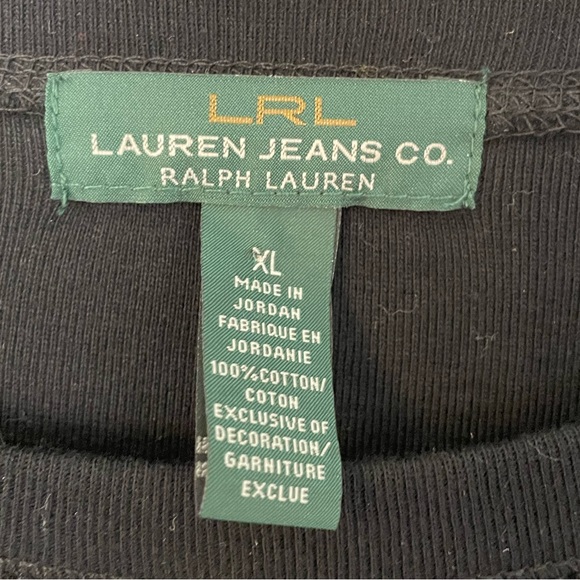 LRL
LAUREN JEANS CO.
RALPH LAUREN
XL
MADE IN
JORDAN
FABRIQUE EN
JORDANIE
100%COTTON/
COTON
EXCLUSIVE OF
DECORATION/
GARNITURE
EXCLUE